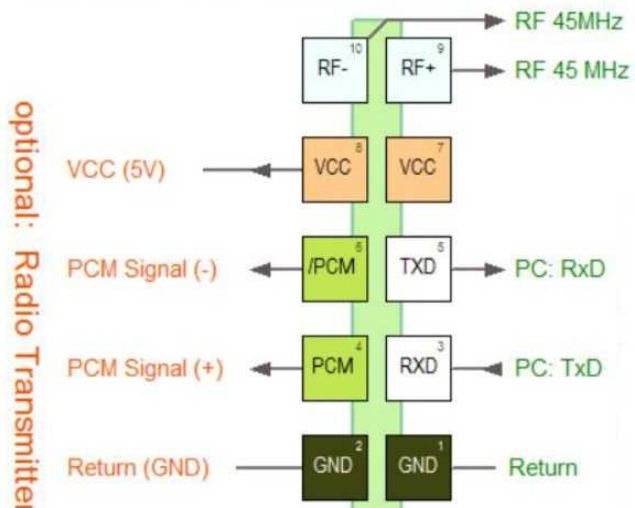 RF 45MHz
10 RF- 9 RF+ RF 45 MHz
VCC (5V) 8 VCC 7 VCC
PCM Signal (-) 6 /PCM 5 TXD PC: RxD
PCM Signal (+) 4 PCM 3 RXD PC: TxD
Return (GND) 2 GND 1 GND Return
optional: Radio Transmitter